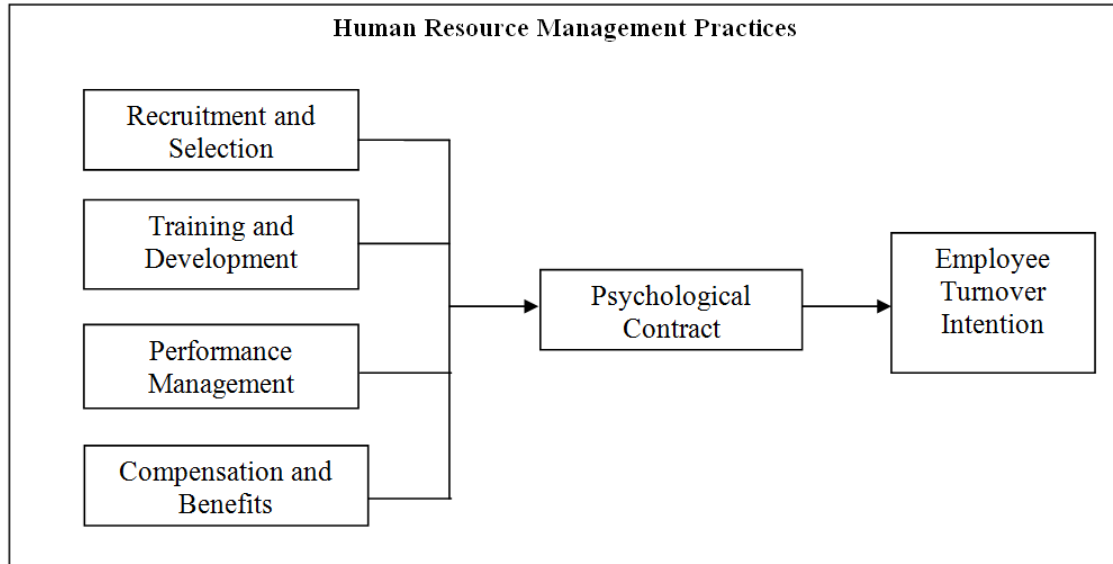 Human Resource Management Practices
Recruitment and
Selection
Training and
Development
Performance
Management
Compensation and
Benefits
Psychological
Contract
Employee
Turnover
Intention